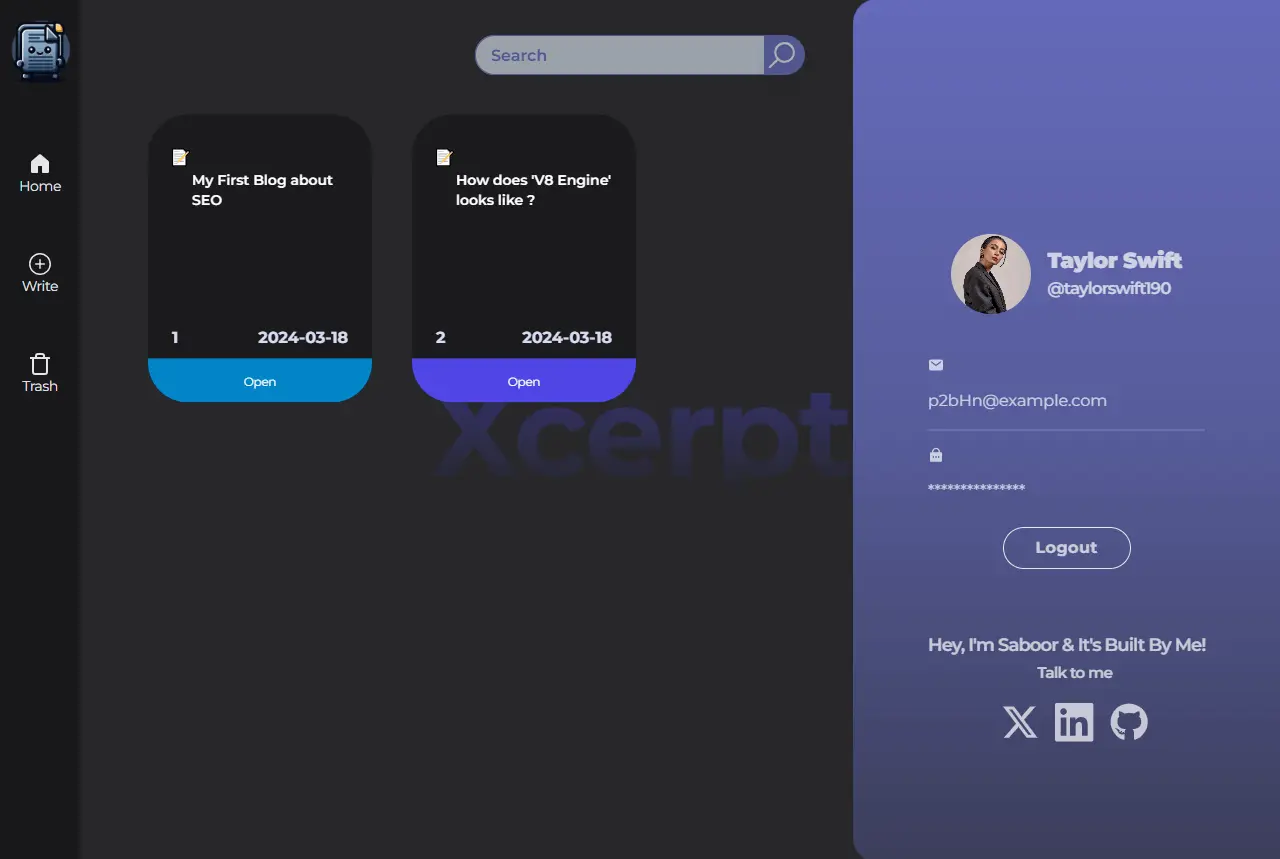 Search
Home
Write
Trash
My First Blog about
SEO
1
2024-03-18
Open
How does 'V8 Engine'
looks like ?
2
2024-03-18
Open
Xcerpt
Taylor Swift
@taylorswift190
p2bHn@example.com
***************
Logout
Hey, I'm Saboor & It's Built By Me!
Talk to me